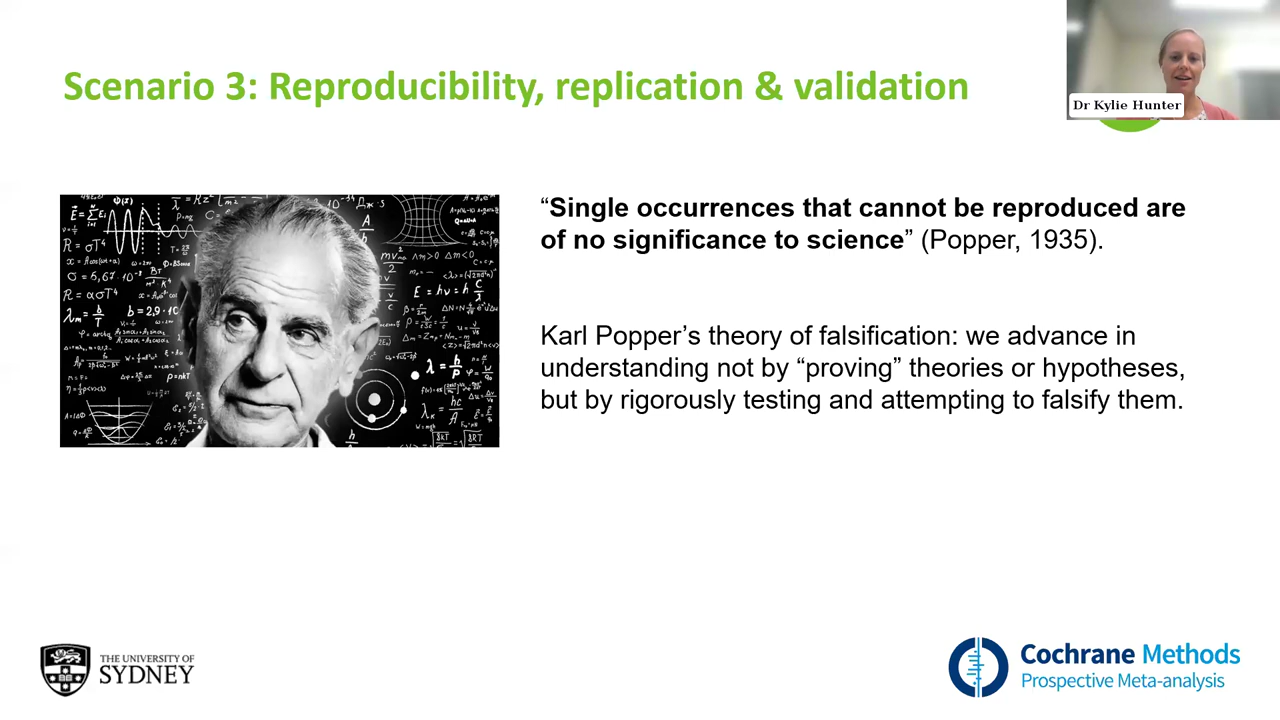 Scenario 3: Reproducibility, replication & validation
Dr Kylie Hunter
“Single occurrences that cannot be reproduced are
of no significance to science” (Popper, 1935).
Karl Popper’s theory of falsification: we advance in
understanding not by “proving” theories or hypotheses,
but by rigorously testing and attempting to falsify them.
THE UNIVERSITY OF
SYDNEY
Cochrane Methods
Prospective Meta-analysis